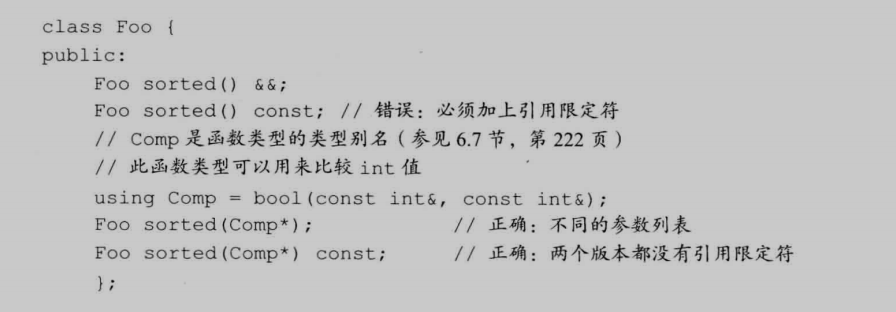 class Foo {
public:
    Foo sorted() &&;
    Foo sorted() const; // 错误：必须加上引用限定符
    // Comp 是函数类型的类型别名（参见 6.7 节，第 222 页）
    // 此函数类型可以用来比较 int 值
    using Comp = bool(const int&, const int&);
    Foo sorted(Comp*);              // 正确：不同的参数列表
    Foo sorted(Comp*) const;        // 正确：两个版本都没有引用限定符
    };